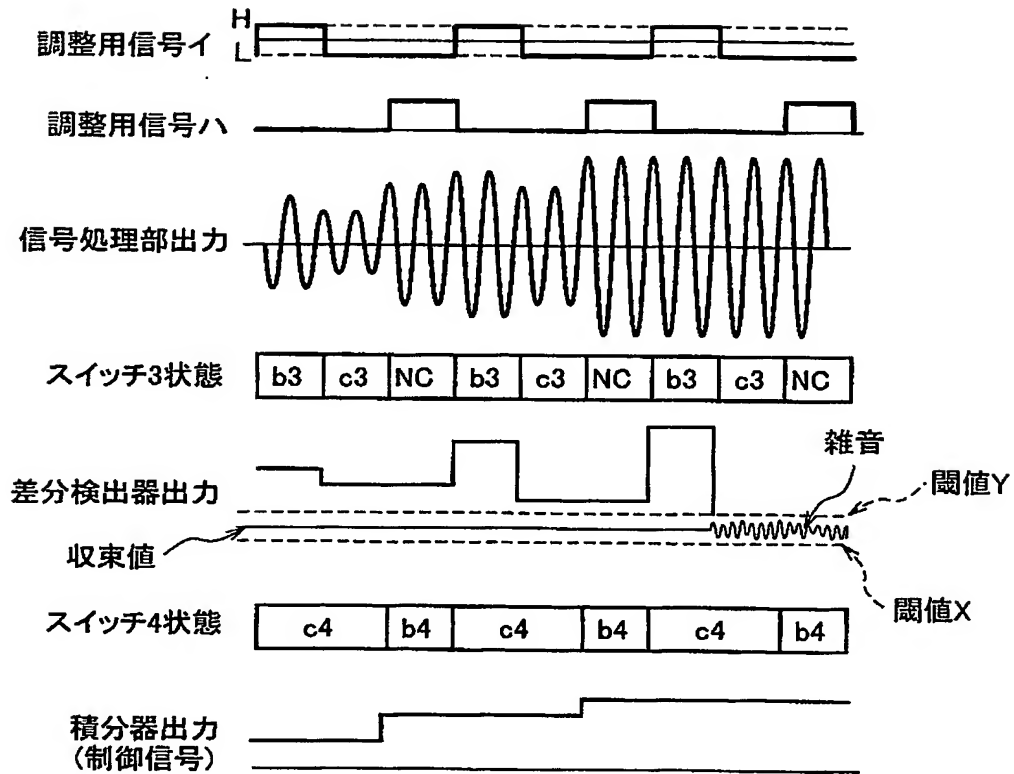 H
調整用信号イ
L
調整用信号ハ
信号処理部出力
スイッチ3状態 b3 c3 NC b3 c3 NC b3 c3 NC
雑音
差分検出器出力
閾値Y
収束値
閾値X
スイッチ4状態 c4 b4 c4 b4 c4 b4
積分器出力
(制御信号)